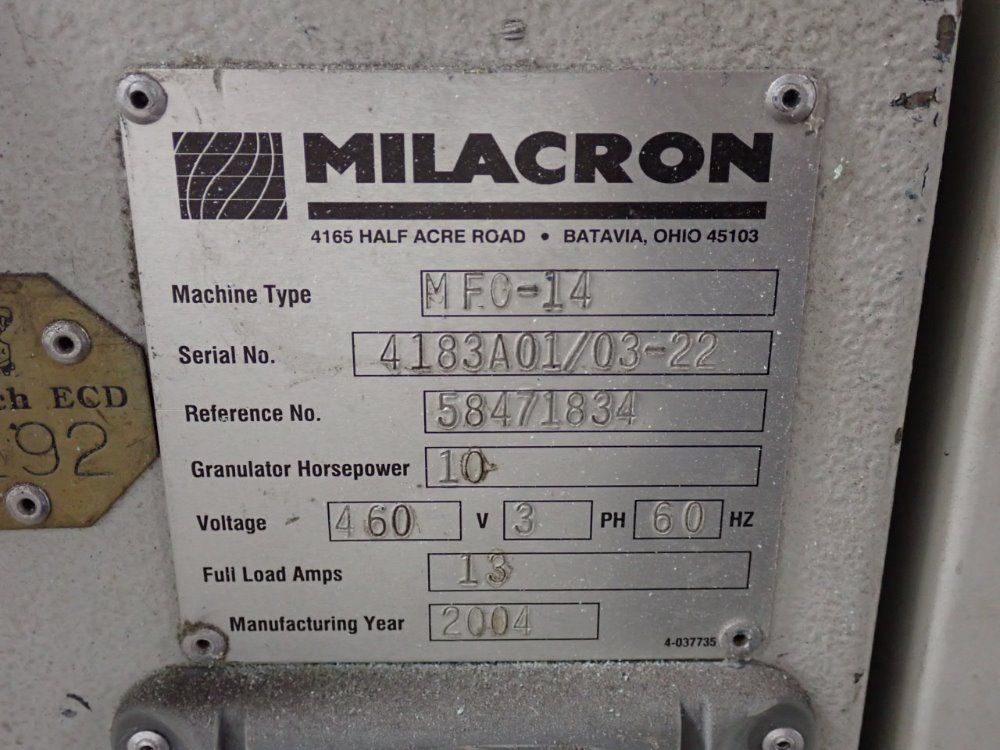 MILACRON
4165 HALF ACRE ROAD • BATAVIA, OHIO 45103
Machine Type MFG-14
Serial No. 4183A01/03-22
Reference No. 58471834
Granulator Horsepower 10
Voltage 460 V 3 PH 60 HZ
Full Load Amps 13
Manufacturing Year 2004
4-037735
ch ECD
92